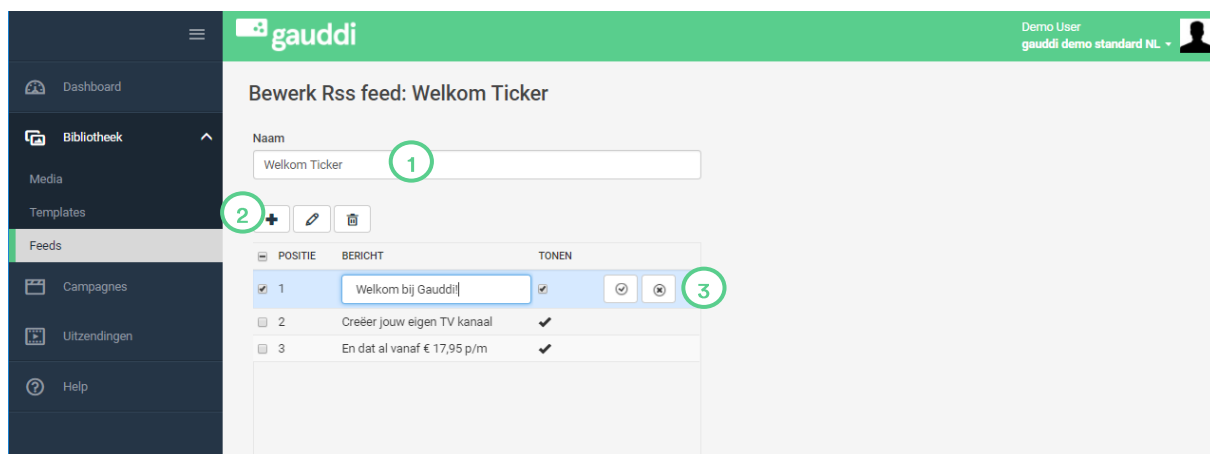 gauddi
Demo User
gauddi demo standard NL
Dashboard
Bibliotheek
Media
Templates
Feeds
Campagnes
Uitzendingen
Help
Bewerk Rss feed: Welkom Ticker
Naam
Welkom Ticker
1
2
POSITIE BERICHT TONEN
1 Welkom bij Gauddi!
3
2 Creëer jouw eigen TV kanaal
3 En dat al vanaf € 17,95 p/m